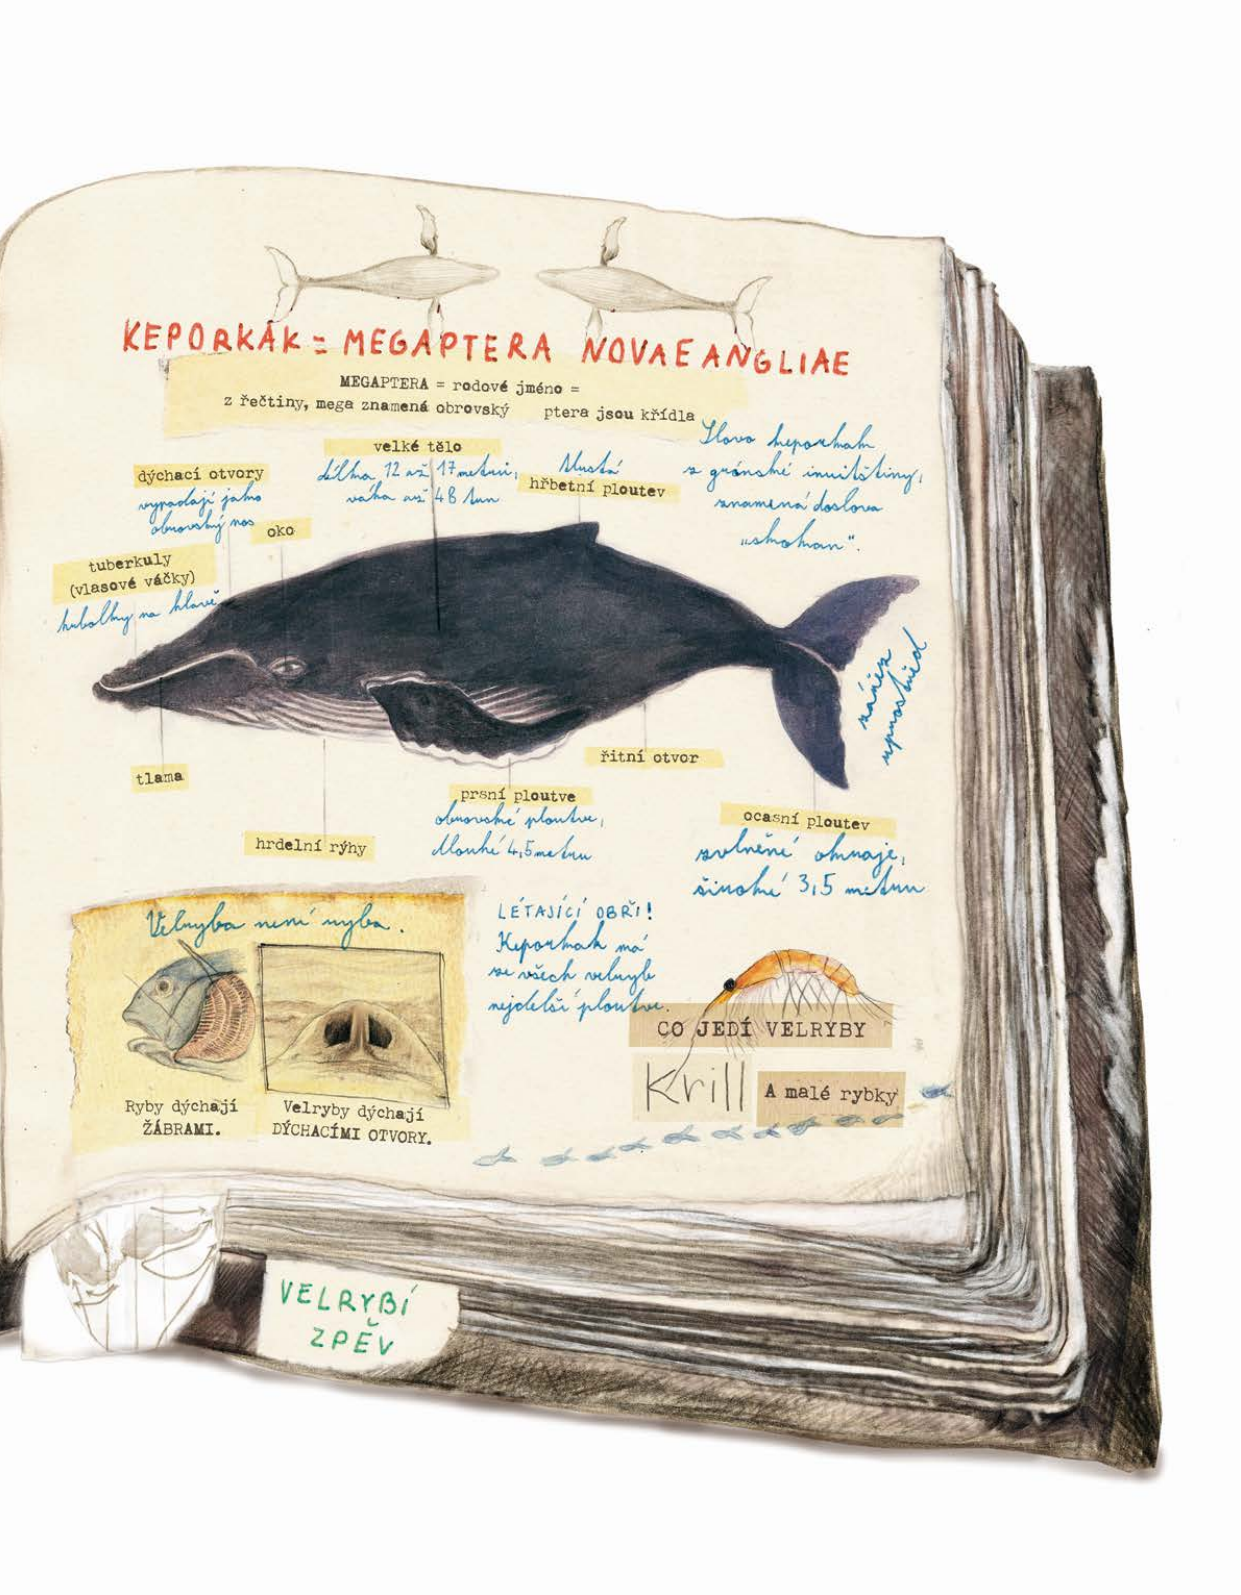 KEPORKAK = MEGAPTERA NOVAEANGLIAE
MEGAPTERA = rodové jméno =
z řečtiny, mega znamená obrovský ptera jsou křídla
Slovo keporkak
z grónské inuitštiny,
znamená doslova
„skokan“.
velké tělo
délka 12 až 17 metrů,
váha až 48 tun
tlustá
hřbetní ploutev
dýchací otvory
vypadají jako
obrovský nos
oko
tuberkuly
(vlasové váčky)
hrbolky na hlavě
zářez
uprostřed
tlama
hrdelní rýhy
řitní otvor
prsní ploutve
obrovské ploutve,
dlouhé 4,5 metru
ocasní ploutev
zvlněné okraje,
široké 3,5 metru
Velryba není ryba.
Ryby dýchají
ŽÁBRAMI.
Velryby dýchají
DÝCHACÍMI OTVORY.
LÉTAJÍCÍ OBŘI!
Keporkak má
ze všech velryb
nejdelší ploutve.
CO JEDÍ VELRYBY
Krill
A malé rybky
VELRYBÍ
ZPĚV